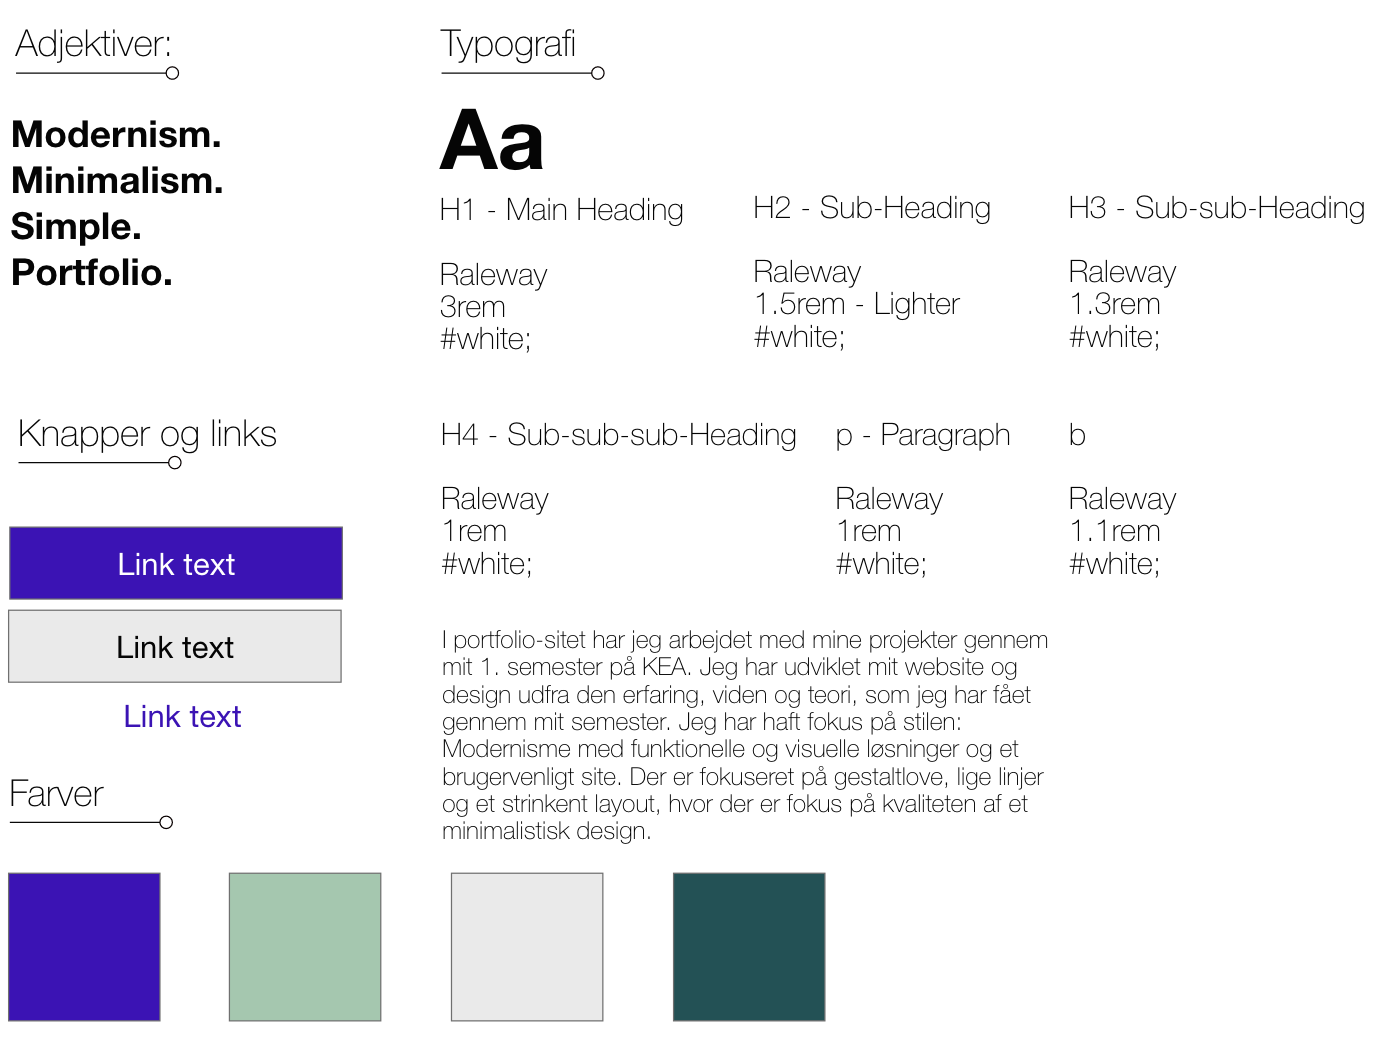 Adjektiver:
Modernism.
Minimalism.
Simple.
Portfolio.
Typografi
Aa
H1 - Main Heading
Raleway
3rem
#white;
H2 - Sub-Heading
Raleway
1.5rem - Lighter
#white;
H3 - Sub-sub-Heading
Raleway
1.3rem
#white;
H4 - Sub-sub-sub-Heading
Raleway
1rem
#white;
p - Paragraph
Raleway
1rem
#white;
b
Raleway
1.1rem
#white;
I portfolio-sitet har jeg arbejdet med mine projekter gennem
mit 1. semester på KEA. Jeg har udviklet mit website og
design udfra den erfaring, viden og teori, som jeg har fået
gennem mit semester. Jeg har haft fokus på stilen:
Modernisme med funktionelle og visuelle løsninger og et
brugervenligt site. Der er fokuseret på gestaltlove, lige linjer
og et strinkent layout, hvor der er fokus på kvaliteten af et
minimalistisk design.
Knapper og links
Link text
Link text
Link text
Farver